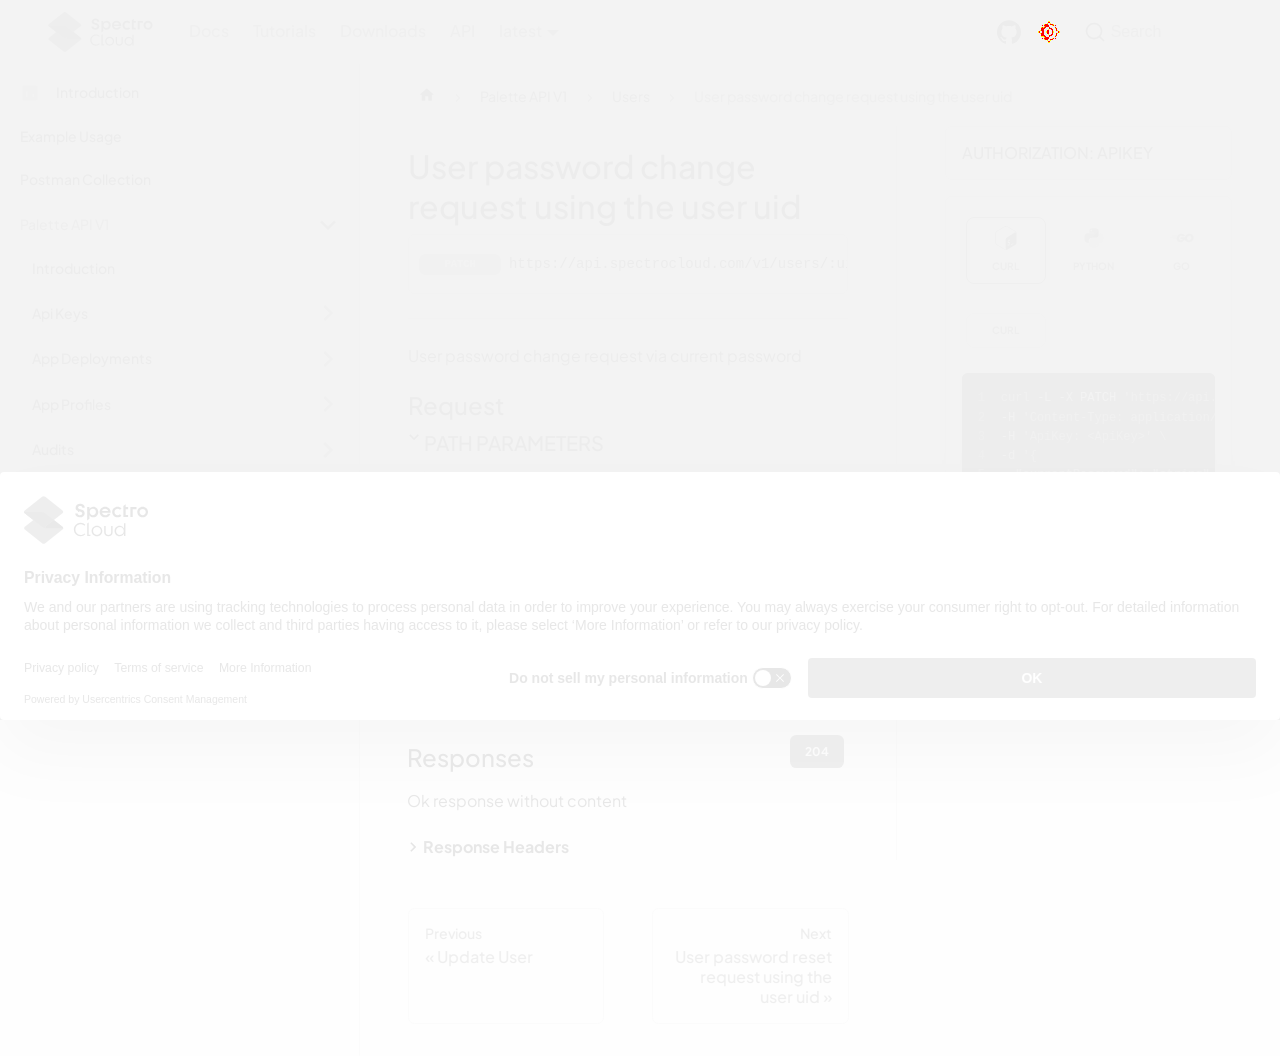 Spectro
Cloud
Docs Tutorials Downloads API latest
Search
Introduction
Example Usage
Postman Collection
Palette API V1
Introduction
Api Keys
App Deployments
App Profiles
Audits
Palette API V1
Users
User password change request using the user uid
User password change
request using the user uid
https://api.spectrocloud.com/v1/users/:u
User password change request via current password
Request
PATH PARAMETERS
AUTHORIZATION: APIKEY
CURL PYTHON GO
CURL
PATCH
Spectro
Cloud
Privacy Information
We and our partners are using tracking technologies to process personal data in order to improve your experience. You may always exercise your consumer right to opt-out. For detailed information
about personal information we collect and third parties having access to it, please select 'More Information' or refer to our privacy policy.
Privacy policy Terms of service More Information
Do not sell my personal information
OK
Powered by Usercentrics Consent Management
Responses
204
Ok response without content
Response Headers
Previous
« Update User
Next
User password reset
request using the
user uid »